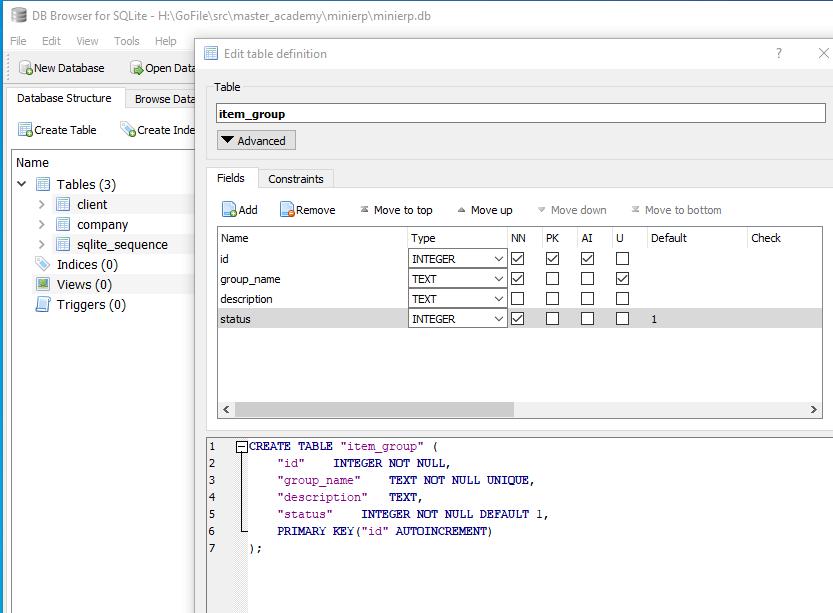 DB Browser for SQLite - H:\GoFile\src\master_academy\minierp\minierp.db
File Edit View Tools Help
New Database Open Data
Database Structure Browse Data
Create Table Create Inde
Name
Tables (3)
client
company
sqlite_sequence
Indices (0)
Views (0)
Triggers (0)
Edit table definition ?
Table
item_group
Advanced
Fields Constraints
Add Remove Move to top Move up Move down Move to bottom
Name Type NN PK AI U Default Check
id INTEGER
group_name TEXT
description TEXT
status INTEGER 1
1 CREATE TABLE "item_group" (
2 "id" INTEGER NOT NULL,
3 "group_name" TEXT NOT NULL UNIQUE,
4 "description" TEXT,
5 "status" INTEGER NOT NULL DEFAULT 1,
6 PRIMARY KEY("id" AUTOINCREMENT)
7 );